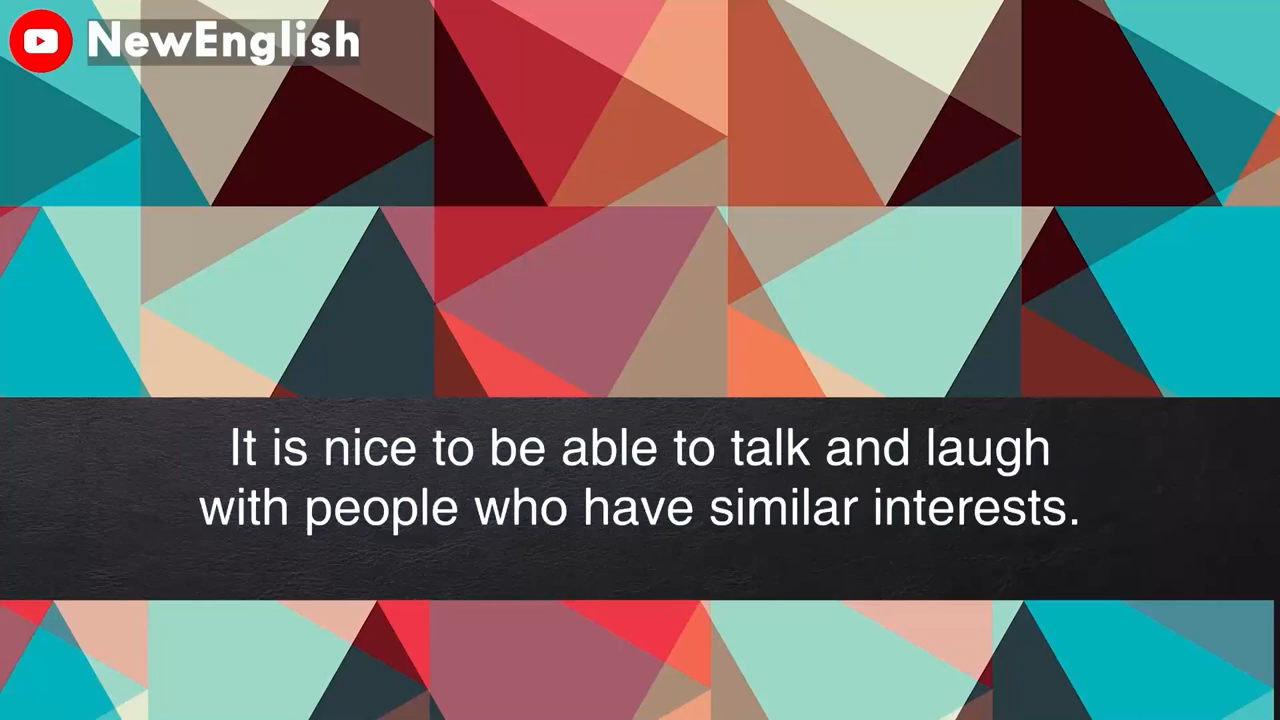 NewEnglish
It is nice to be able to talk and laugh
with people who have similar interests.